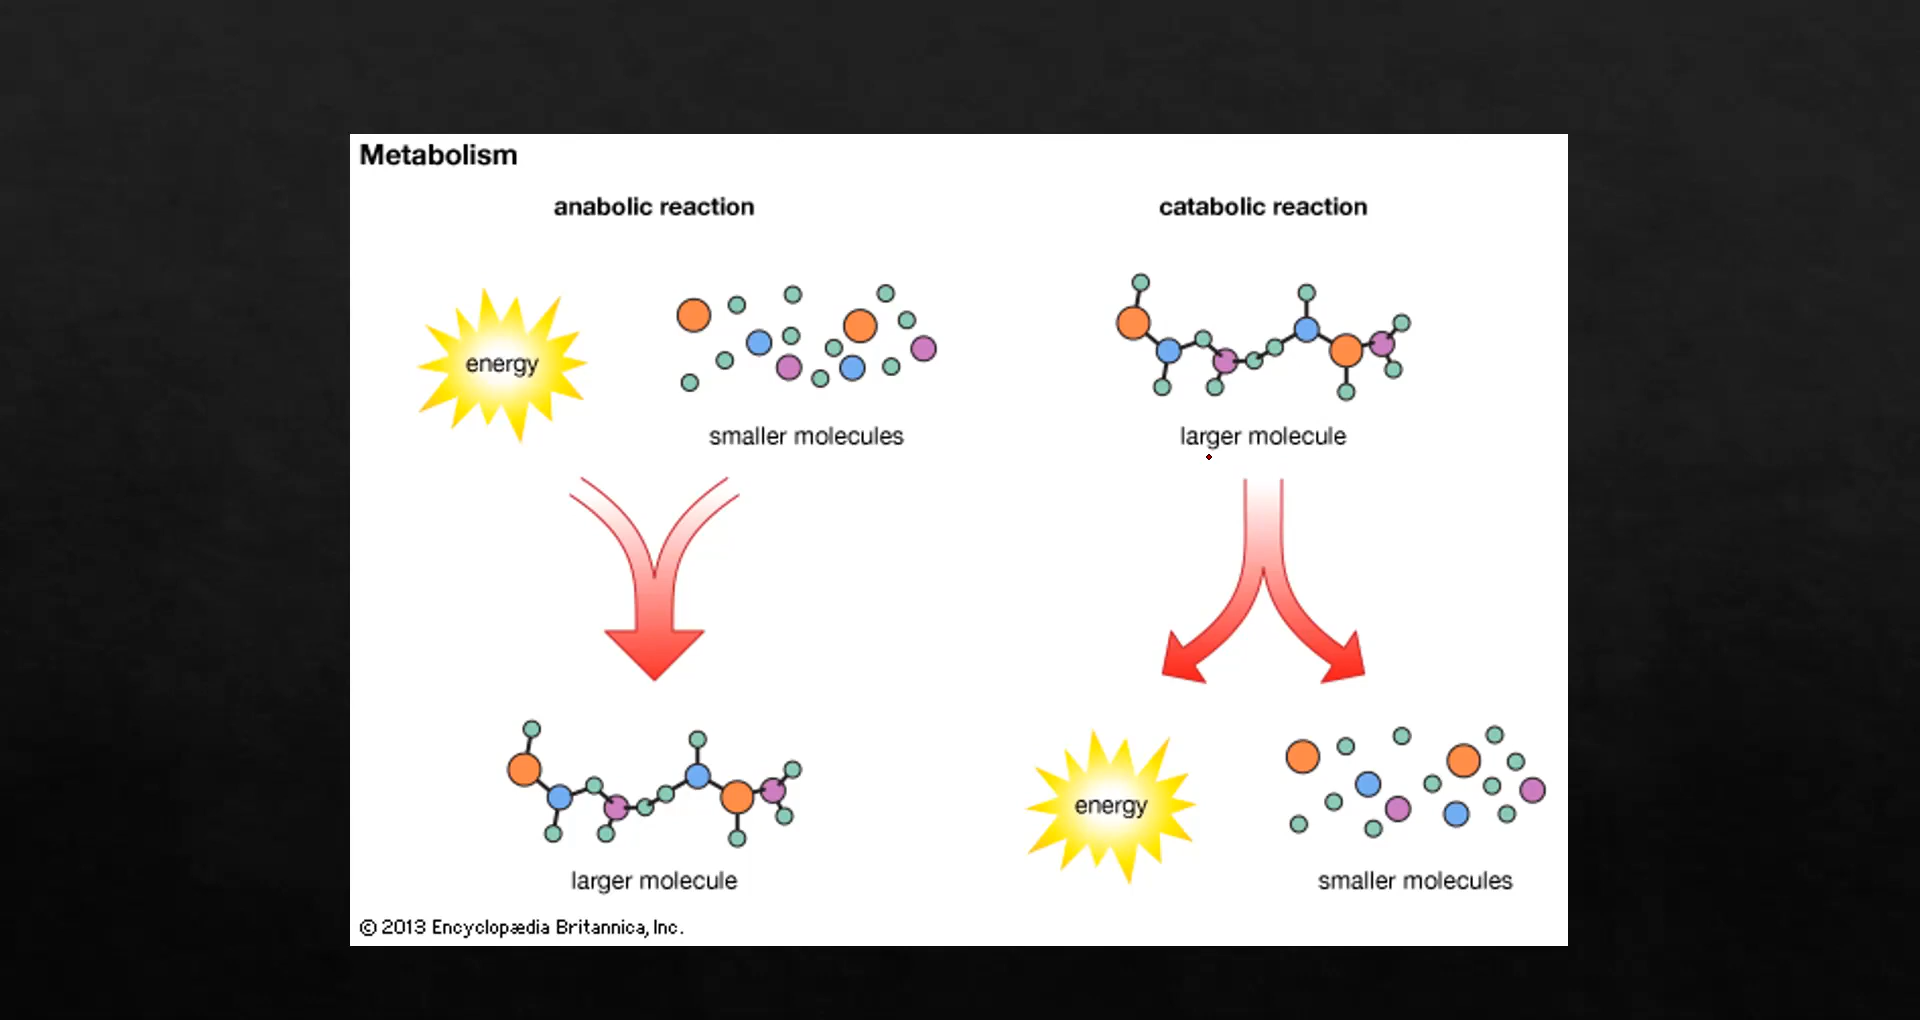 Metabolism
anabolic reaction
catabolic reaction
energy
smaller molecules
larger molecule
larger molecule
energy
smaller molecules
© 2013 Encyclopædia Britannica, Inc.